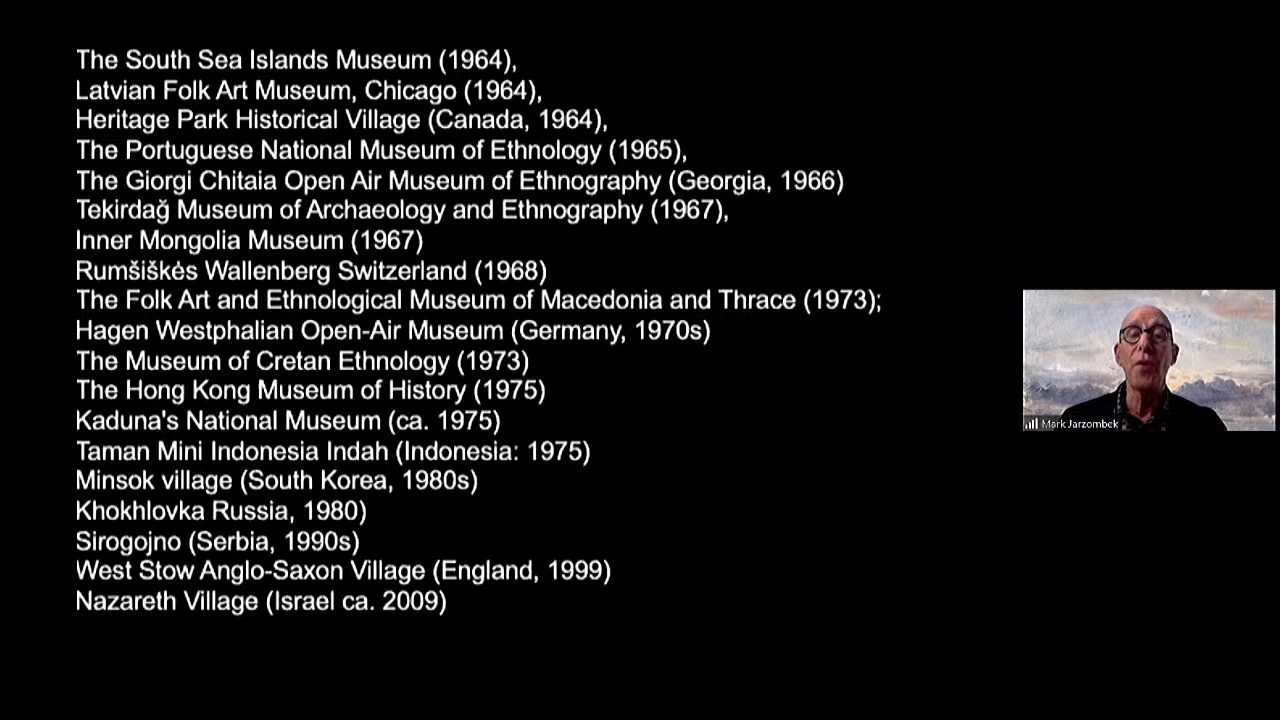 The South Sea Islands Museum (1964),
Latvian Folk Art Museum, Chicago (1964),
Heritage Park Historical Village (Canada, 1964),
The Portuguese National Museum of Ethnology (1965),
The Giorgi Chitaia Open Air Museum of Ethnography (Georgia, 1966)
Tekirdağ Museum of Archaeology and Ethnography (1967),
Inner Mongolia Museum (1967)
Rumšiškės Wallenberg Switzerland (1968)
The Folk Art and Ethnological Museum of Macedonia and Thrace (1973);
Hagen Westphalian Open-Air Museum (Germany, 1970s)
The Museum of Cretan Ethnology (1973)
The Hong Kong Museum of History (1975)
Kaduna's National Museum (ca. 1975)
Taman Mini Indonesia Indah (Indonesia: 1975)
Minsok village (South Korea, 1980s)
Khokhlovka Russia, 1980)
Sirogojno (Serbia, 1990s)
West Stow Anglo-Saxon Village (England, 1999)
Nazareth Village (Israel ca. 2009)
Mark Jarzombek